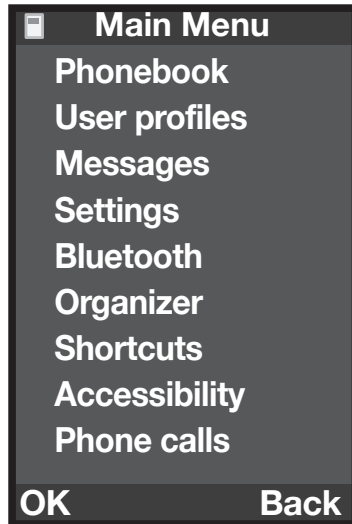 Main Menu
Phonebook
User profiles
Messages
Settings
Bluetooth
Organizer
Shortcuts
Accessibility
Phone calls
OK Back